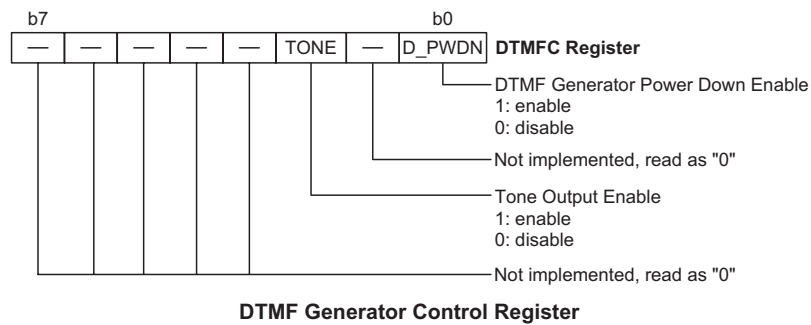 b7 b0
— — — — — TONE — D_PWDN DTMFC Register
DTMF Generator Power Down Enable
1: enable
0: disable
Not implemented, read as "0"
Tone Output Enable
1: enable
0: disable
Not implemented, read as "0"
DTMF Generator Control Register